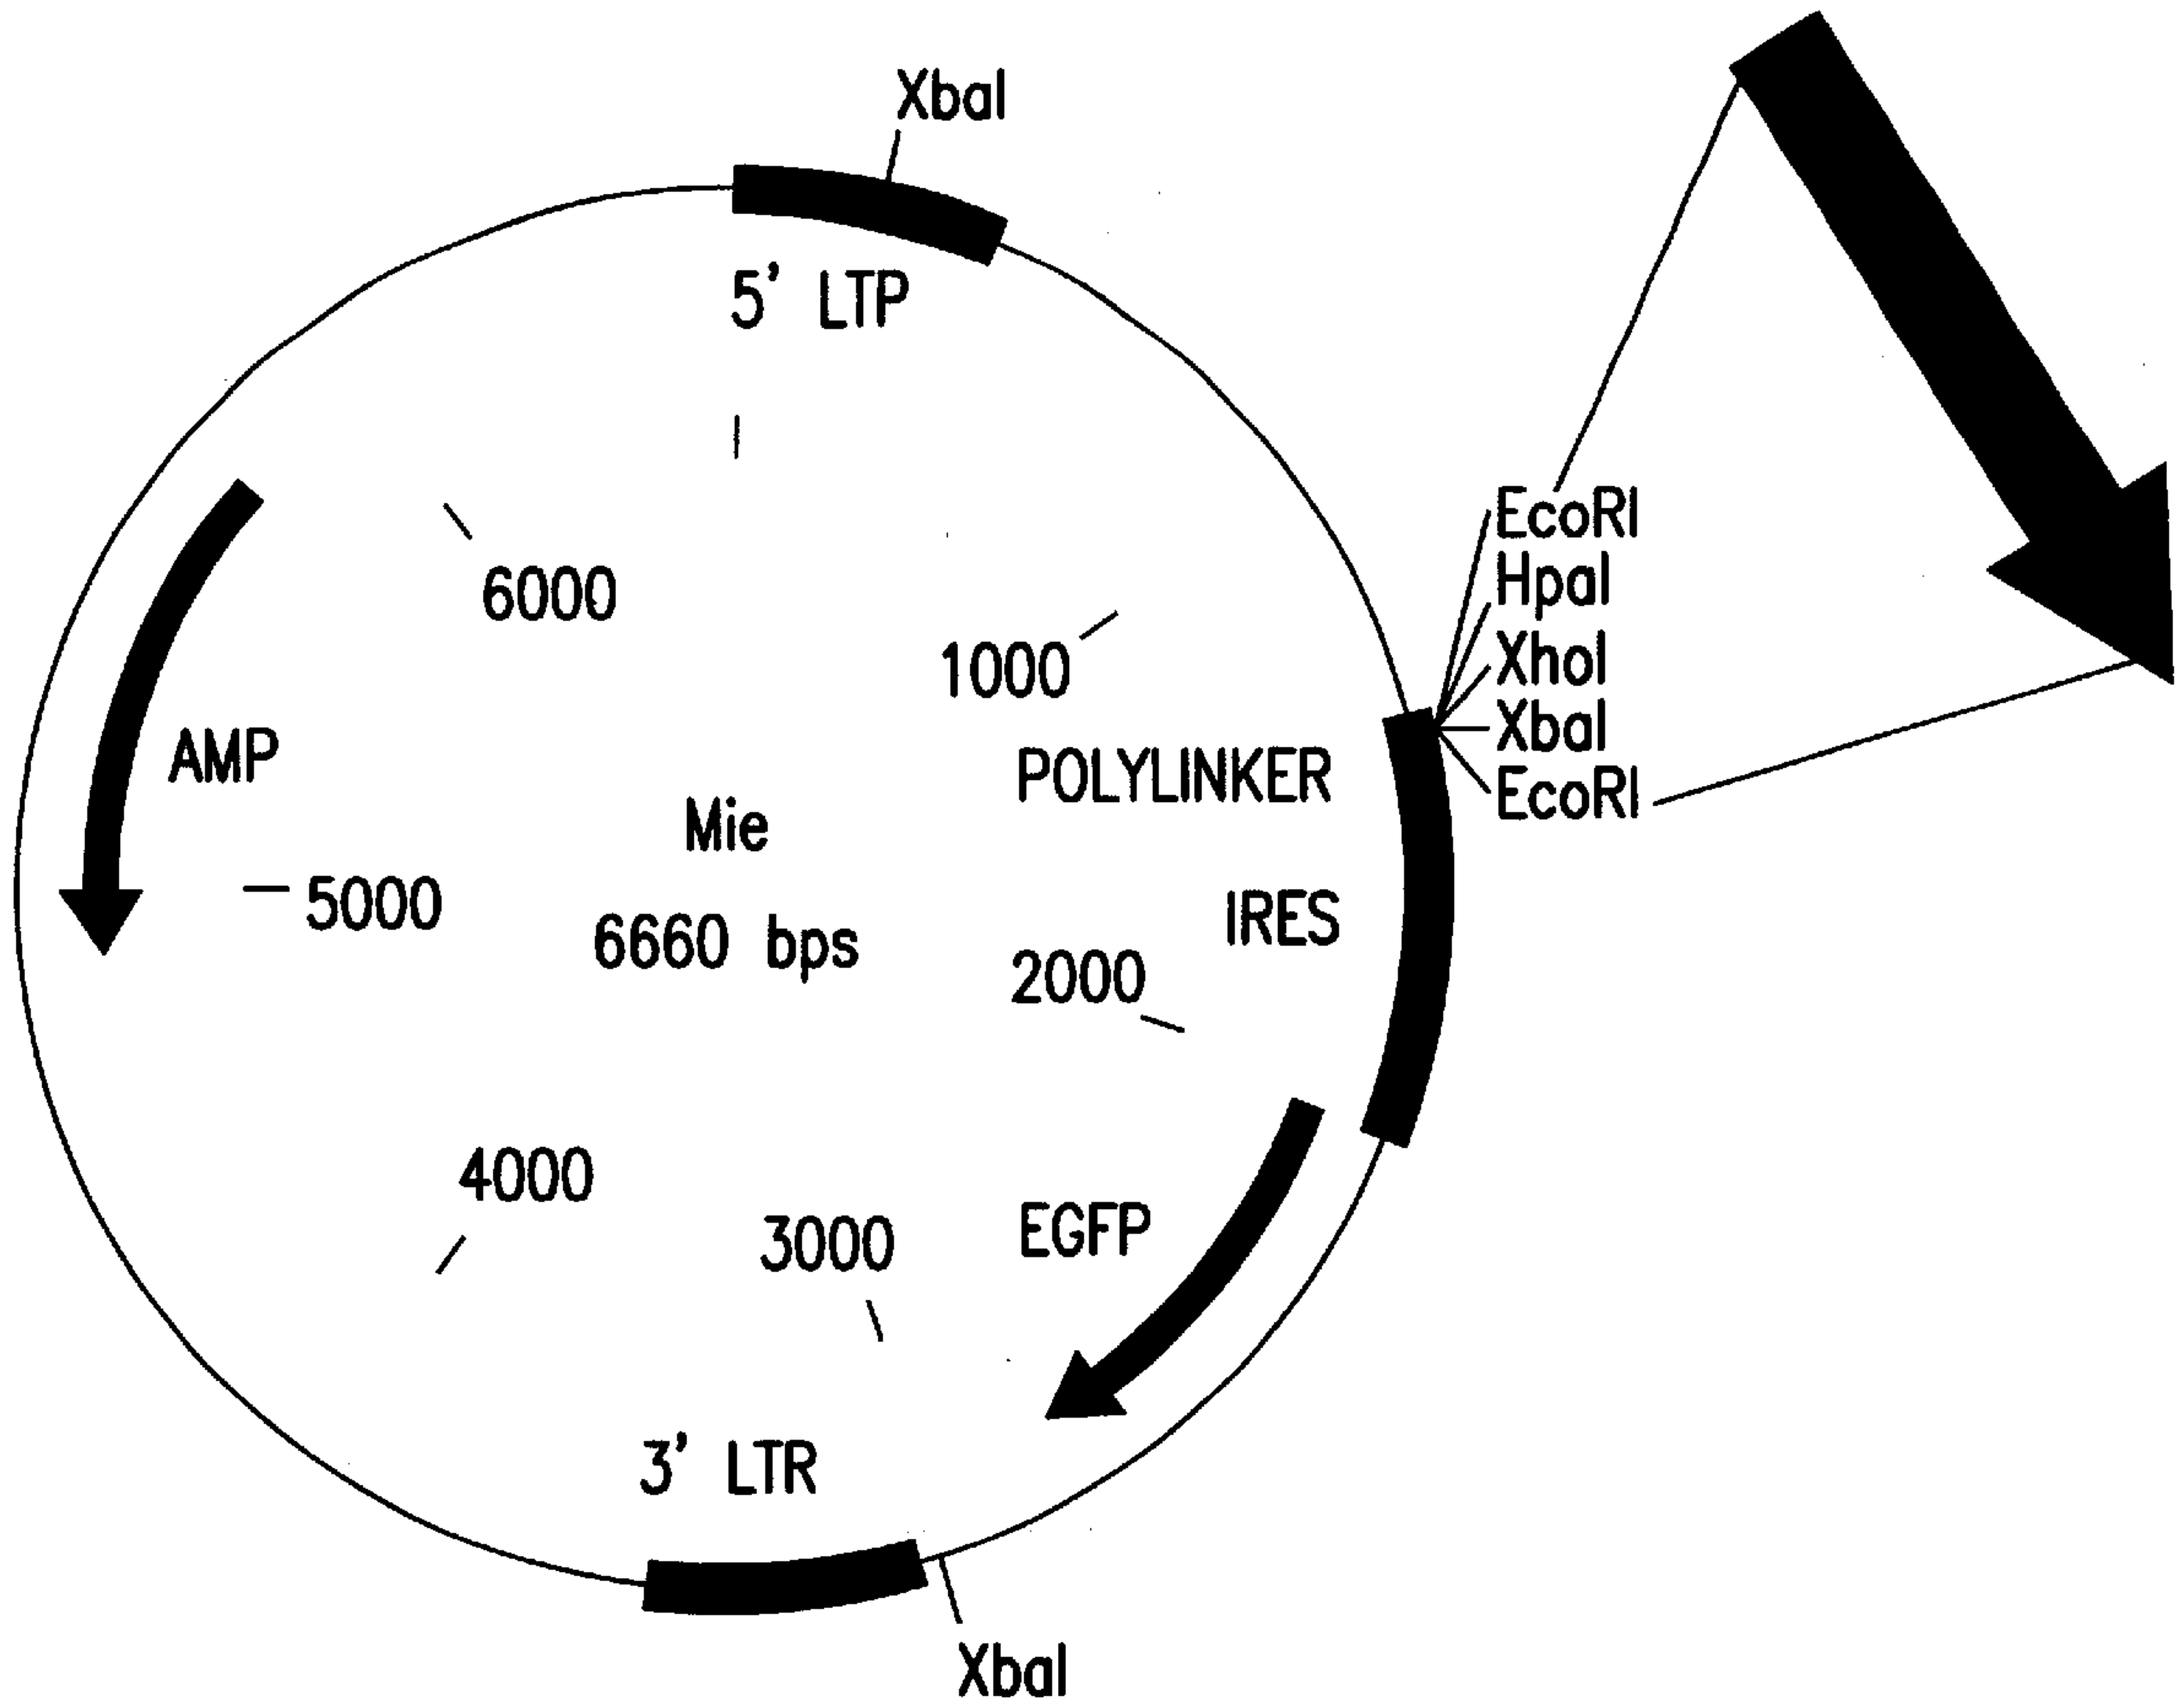 XbaI
5' LTP
EcoRI
HpaI
XhoI
XbaI
EcoRI
6000
1000
POLYLINKER
AMP
Mie
6660 bps
5000
IRES
2000
4000
3000
EGFP
3' LTR
XbaI